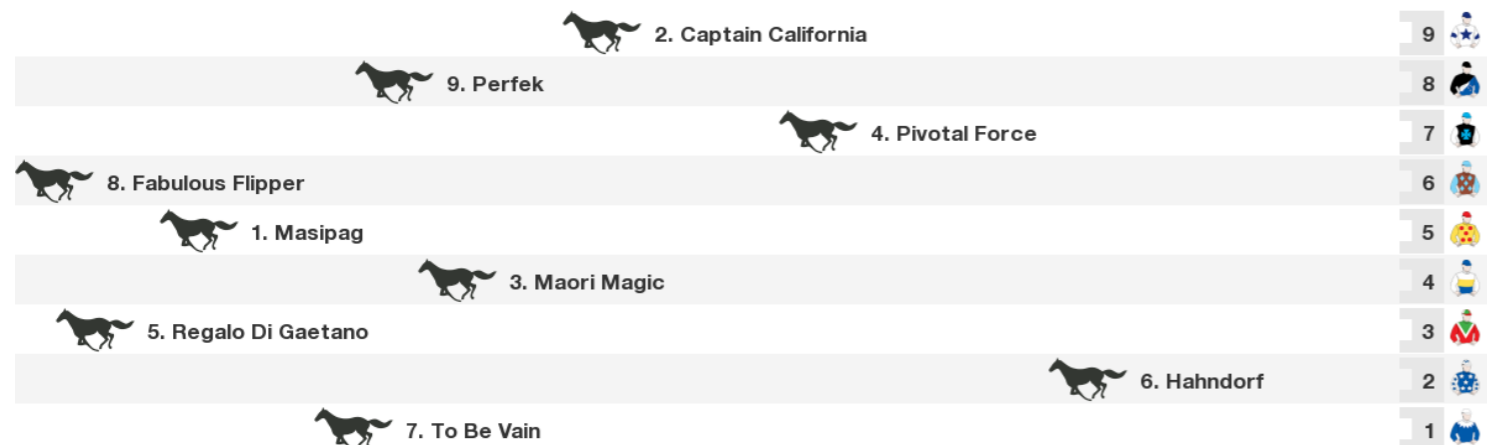 2. Captain California 9
9. Perfek 8
4. Pivotal Force 7
8. Fabulous Flipper 6
1. Masipag 5
3. Maori Magic 4
5. Regalo Di Gaetano 3
6. Hahndorf 2
7. To Be Vain 1